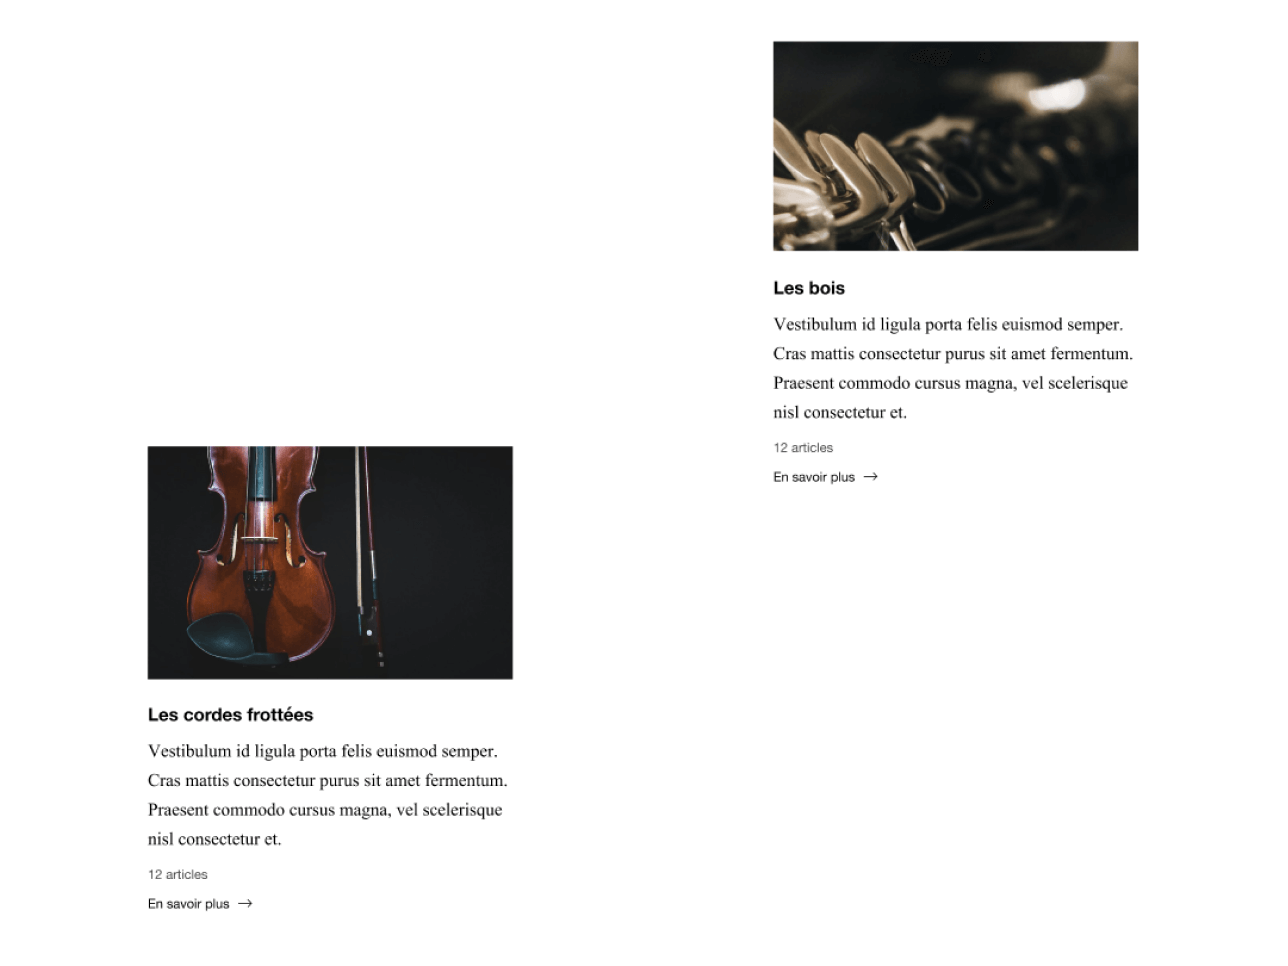 Les bois
Vestibulum id ligula porta felis euismod semper.
Cras mattis consectetur purus sit amet fermentum.
Praesent commodo cursus magna, vel scelerisque
nisl consectetur et.
12 articles
En savoir plus →
Les cordes frottées
Vestibulum id ligula porta felis euismod semper.
Cras mattis consectetur purus sit amet fermentum.
Praesent commodo cursus magna, vel scelerisque
nisl consectetur et.
12 articles
En savoir plus →